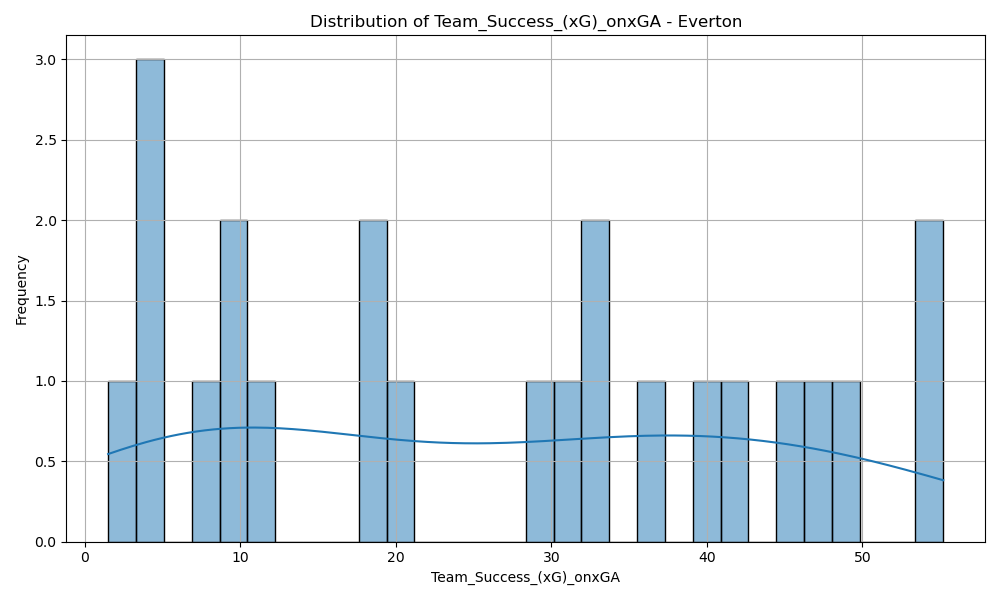 Distribution of Team_Success_(xG)_onxGA - Everton
3.0
2.5
2.0
1.5
1.0
0.5
0.0
Frequency
0 10 20 30 40 50
Team_Success_(xG)_onxGA